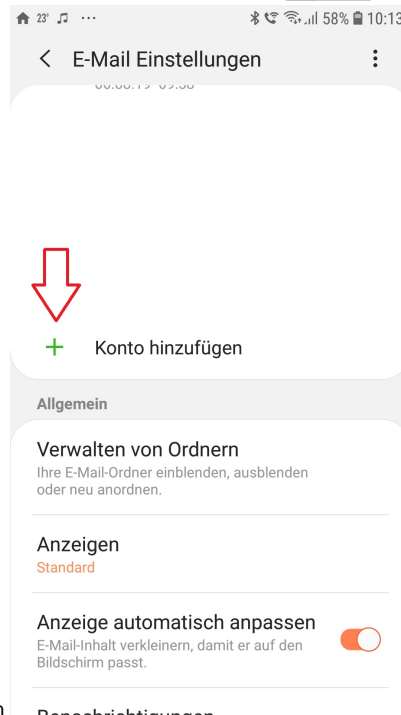 23° ... 58% 10:13
E-Mail Einstellungen
Konto hinzufügen
Allgemein
Verwalten von Ordnern
Ihre E-Mail-Ordner einblenden, ausblenden
oder neu anordnen.
Anzeigen
Standard
Anzeige automatisch anpassen
E-Mail-Inhalt verkleinern, damit er auf den
Bildschirm passt.
Benachrichtigungen